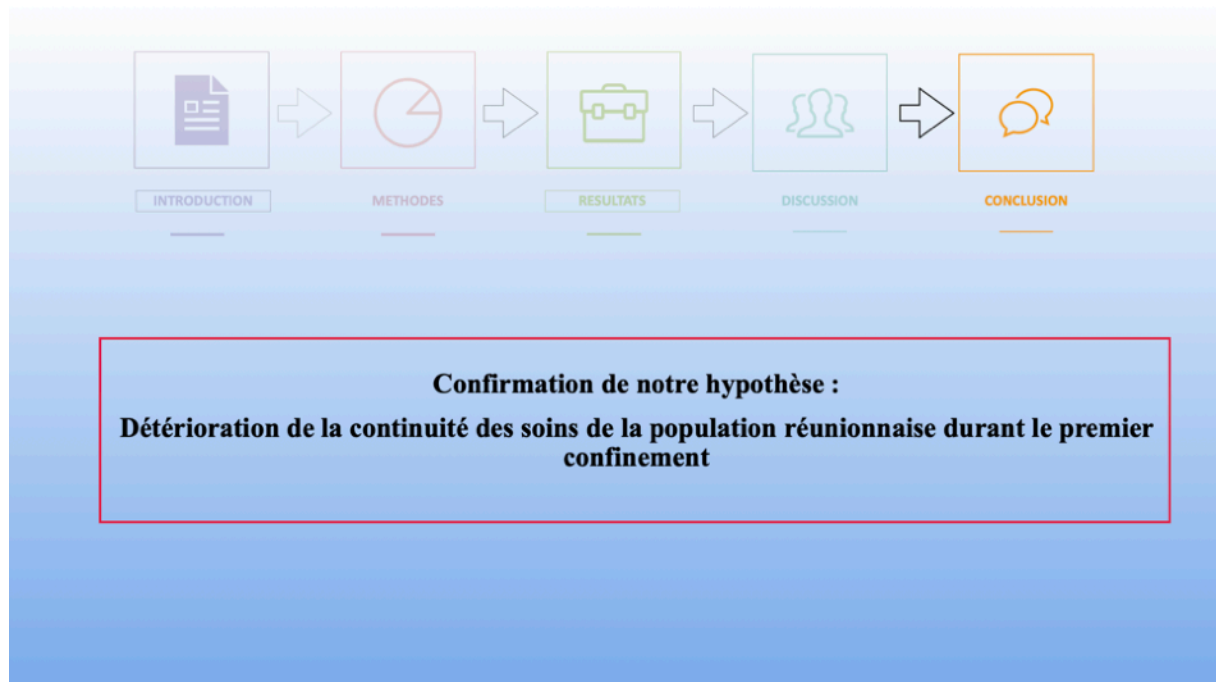 INTRODUCTION
METHODES
RESULTATS
DISCUSSION
CONCLUSION
Confirmation de notre hypothèse :
Détérioration de la continuité des soins de la population réunionnaise durant le premier
confinement